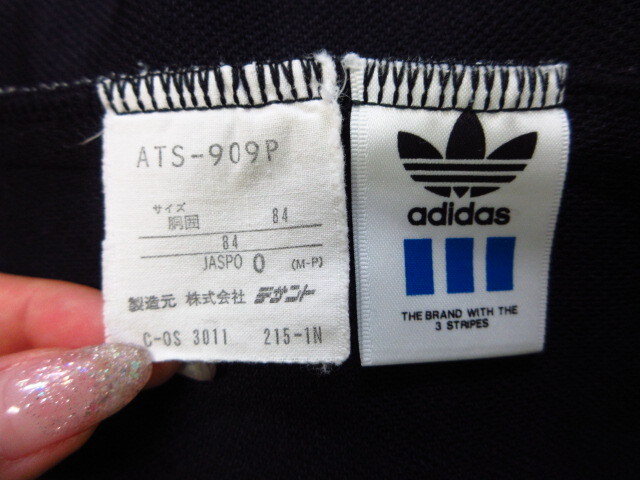 ATS-909P
サイズ
胴囲 84
84
JASPO O (M-P)
製造元 株式会社 デサント
C-OS 3011 215-1N
adidas
THE BRAND WITH THE
3 STRIPES